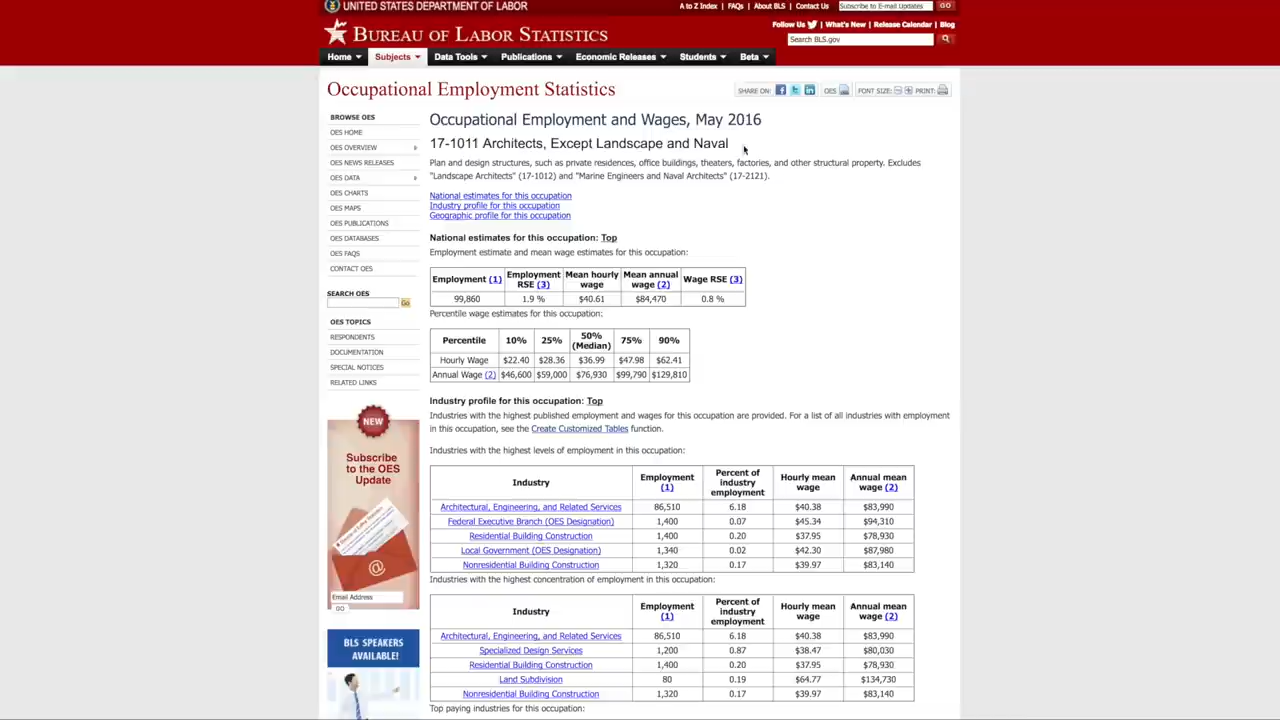 UNITED STATES DEPARTMENT OF LABOR
A to Z Index | FAQs | About BLS | Contact Us
Subscribe to E-mail Updates GO
Follow Us | What's New | Release Calendar | Blog
BUREAU OF LABOR STATISTICS
Search BLS.gov
Home Subjects Data Tools Publications Economic Releases Students Beta
Occupational Employment Statistics
SHARE ON: OES FONT SIZE: PRINT:
BROWSE OES
OES HOME
OES OVERVIEW
OES NEWS RELEASES
OES DATA
OES CHARTS
OES MAPS
OES PUBLICATIONS
OES DATABASES
OES FAQS
CONTACT OES
SEARCH OES
Go
OES TOPICS
RESPONDENTS
DOCUMENTATION
SPECIAL NOTICES
RELATED LINKS
NEW
Subscribe
to the OES
Update
@
Email Address
GO
BLS SPEAKERS
AVAILABLE!
Occupational Employment and Wages, May 2016
17-1011 Architects, Except Landscape and Naval
Plan and design structures, such as private residences, office buildings, theaters, factories, and other structural property. Excludes
"Landscape Architects" (17-1012) and "Marine Engineers and Naval Architects" (17-2121).
National estimates for this occupation
Industry profile for this occupation
Geographic profile for this occupation
National estimates for this occupation: Top
Employment estimate and mean wage estimates for this occupation:
Employment (1) Employment RSE (3) Mean hourly wage Mean annual wage (2) Wage RSE (3)
99,860 1.9 % $40.61 $84,470 0.8 %
Percentile wage estimates for this occupation:
Percentile 10% 25% 50% (Median) 75% 90%
Hourly Wage $22.40 $28.36 $36.99 $47.98 $62.41
Annual Wage (2) $46,600 $59,000 $76,930 $99,790 $129,810
Industry profile for this occupation: Top
Industries with the highest published employment and wages for this occupation are provided. For a list of all industries with employment
in this occupation, see the Create Customized Tables function.
Industries with the highest levels of employment in this occupation:
Industry Employment (1) Percent of industry employment Hourly mean wage Annual mean wage (2)
Architectural, Engineering, and Related Services 86,510 6.18 $40.38 $83,990
Federal Executive Branch (OES Designation) 1,400 0.07 $45.34 $94,310
Residential Building Construction 1,400 0.20 $37.95 $78,930
Local Government (OES Designation) 1,340 0.02 $42.30 $87,980
Nonresidential Building Construction 1,320 0.17 $39.97 $83,140
Industries with the highest concentration of employment in this occupation:
Industry Employment (1) Percent of industry employment Hourly mean wage Annual mean wage (2)
Architectural, Engineering, and Related Services 86,510 6.18 $40.38 $83,990
Specialized Design Services 1,200 0.87 $38.47 $80,030
Residential Building Construction 1,400 0.20 $37.95 $78,930
Land Subdivision 80 0.19 $64.77 $134,730
Nonresidential Building Construction 1,320 0.17 $39.97 $83,140
Top paying industries for this occupation: